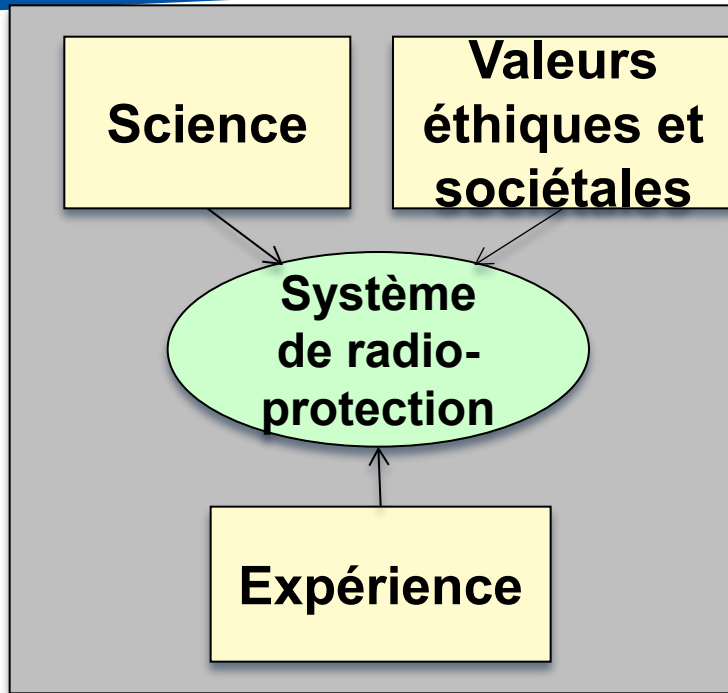 Science
Valeurs
éthiques et
sociétales
Système
de radio-
protection
Expérience